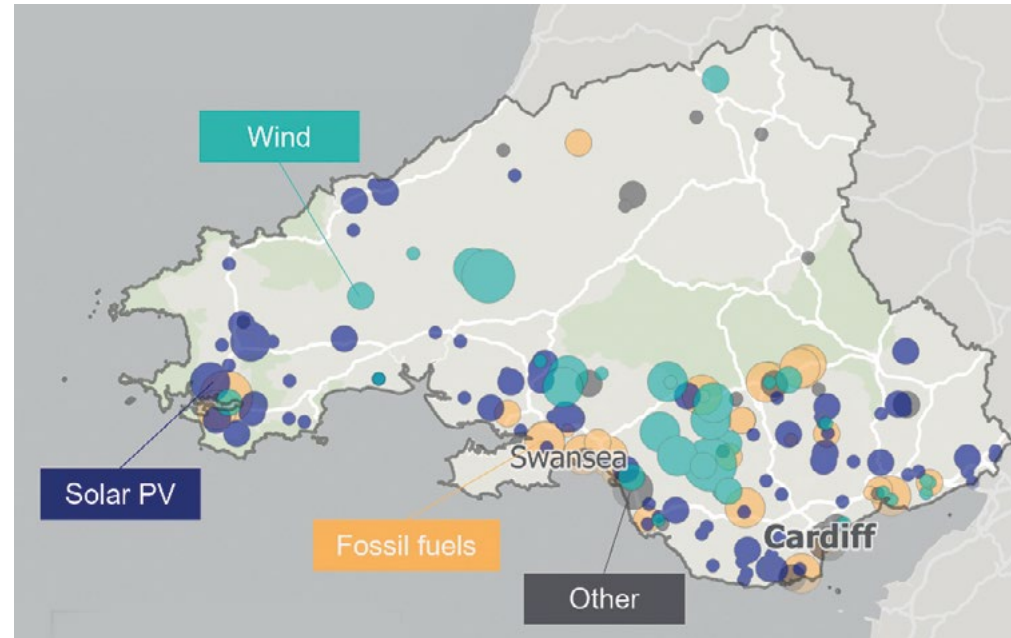 Wind
Swansea
Solar PV
Fossil fuels
Cardiff
Other